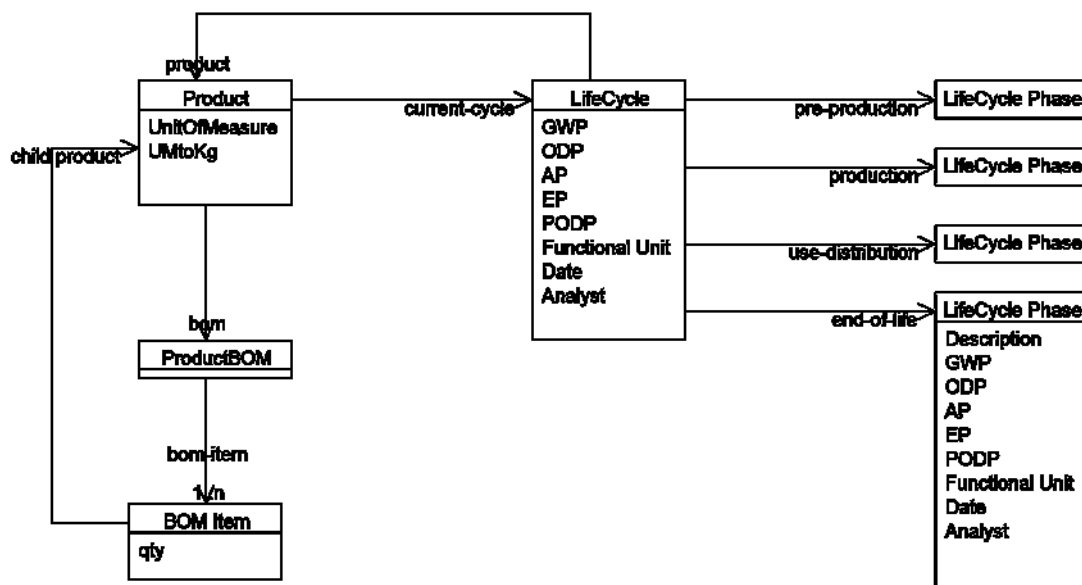 product
Product
UnitOfMeasure
UMtoKg
child product
current-cycle
LifeCycle
GWP
ODP
AP
EP
PODP
Functional Unit
Date
Analyst
pre-production
LifeCycle Phase
production
LifeCycle Phase
use-distribution
LifeCycle Phase
end-of-life
LifeCycle Phase
Description
GWP
ODP
AP
EP
PODP
Functional Unit
Date
Analyst
bom
ProductBOM
bom-item
1../n
BOM Item
qty